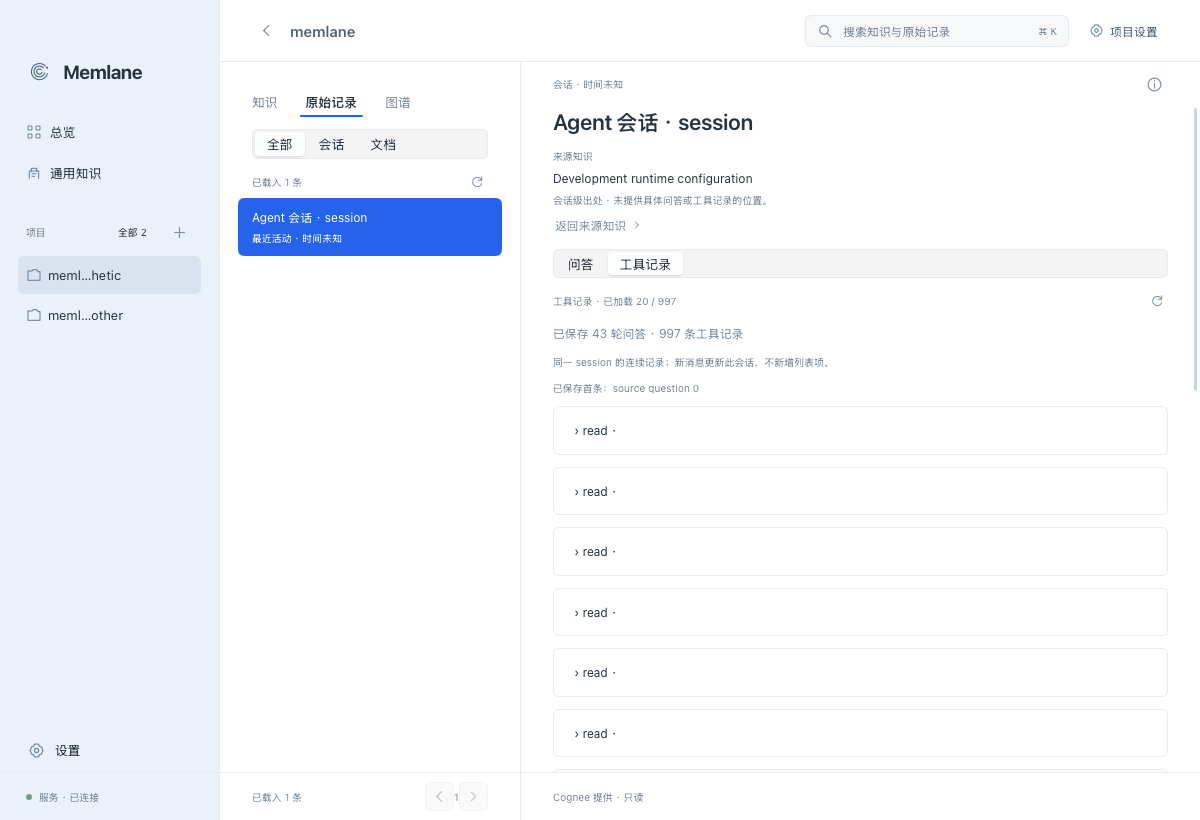 Memlane
总览
通用知识
项目
全部 2
meml...hetic
meml...other
设置
服务 · 已连接
memlane
搜索知识与原始记录
⌘ K
项目设置
知识
原始记录
图谱
全部
会话
文档
已载入 1 条
Agent 会话 · session
最近活动 · 时间未知
已载入 1 条
1
会话 · 时间未知
Agent 会话 · session
来源知识
Development runtime configuration
会话级出处 · 未提供具体问答或工具记录的位置。
返回来源知识
问答
工具记录
工具记录 · 已加载 20 / 997
已保存 43 轮问答 · 997 条工具记录
同一 session 的连续记录；新消息更新此会话，不新增列表项。
已保存首条：source question 0
› read ·
› read ·
› read ·
› read ·
› read ·
› read ·
Cognee 提供 · 只读